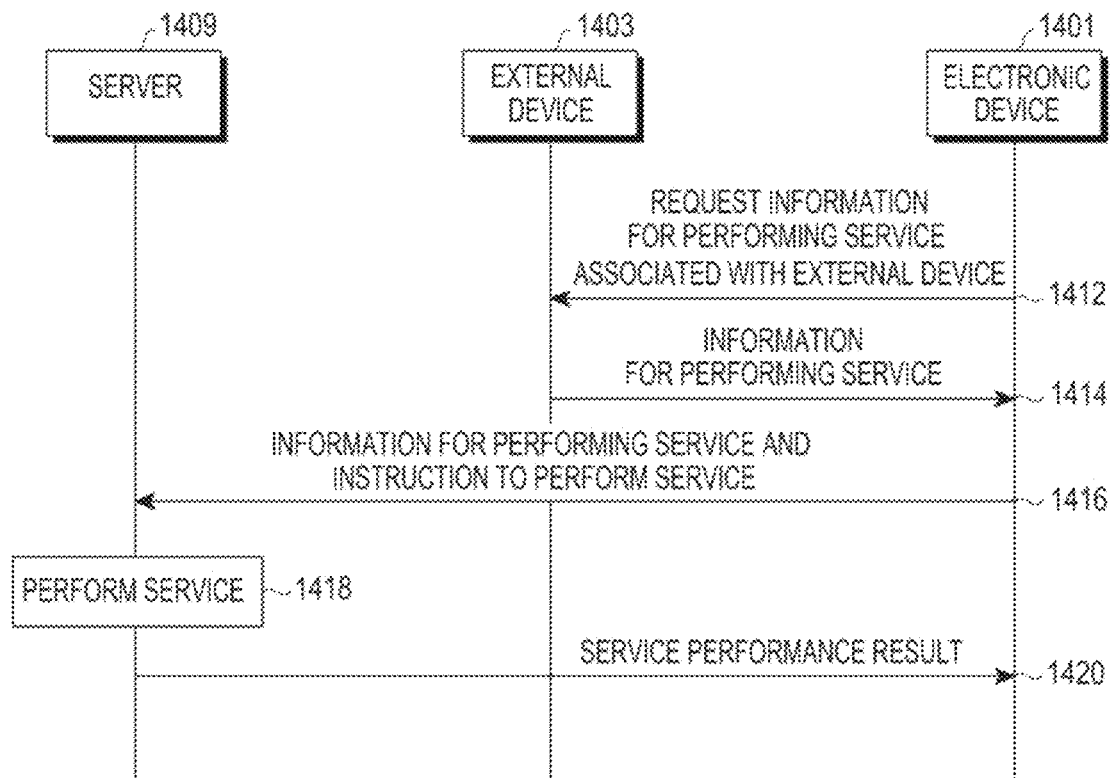 1409
1403
1401
SERVER
EXTERNAL
DEVICE
ELECTRONIC
DEVICE
REQUEST INFORMATION
FOR PERFORMING SERVICE
ASSOCIATED WITH EXTERNAL DEVICE
1412
INFORMATION
FOR PERFORMING SERVICE
1414
INFORMATION FOR PERFORMING SERVICE AND
INSTRUCTION TO PERFORM SERVICE
1416
PERFORM SERVICE
1418
SERVICE PERFORMANCE RESULT
1420